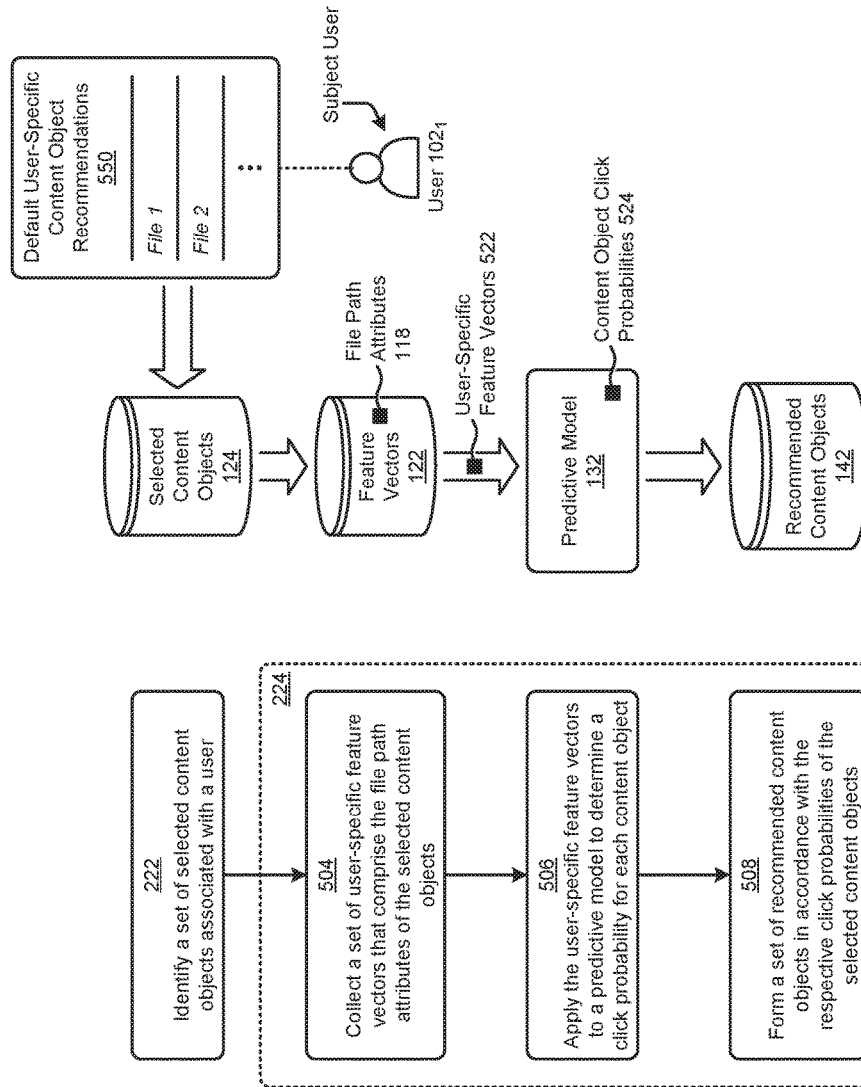 222
Identify a set of selected content
objects associated with a user
224
504
Collect a set of user-specific feature
vectors that comprise the file path
attributes of the selected content
objects
506
Apply the user-specific feature vectors
to a predictive model to determine a
click probability for each content object
508
Form a set of recommended content
objects in accordance with the
respective click probabilities of the
selected content objects
Default User-Specific
Content Object
Recommendations
550
File 1
File 2
Subject User
User 102₁
Selected
Content
Objects
124
File Path
Attributes
118
Feature
Vectors
122
User-Specific
Feature Vectors 522
Predictive Model
132
Content Object Click
Probabilities 524
Recommended
Content Objects
142